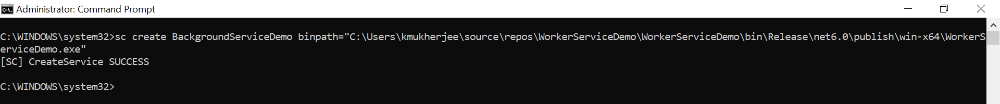 Administrator: Command Prompt
C:\WINDOWS\system32>sc create BackgroundServiceDemo binpath="C:\Users\kmukherjee\source\repos\WorkerServiceDemo\WorkerServiceDemo\bin\Release\net6.0\publish\win-x64\WorkerS
erviceDemo.exe"
[SC] CreateService SUCCESS
C:\WINDOWS\system32>